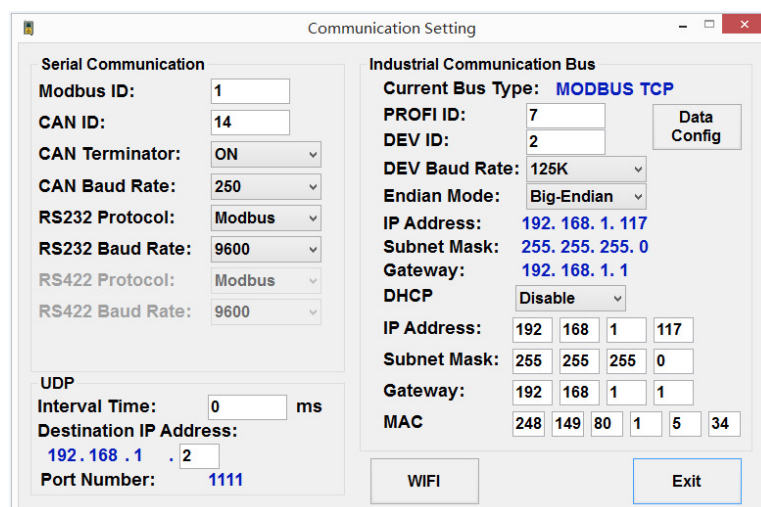 Communication Setting
Serial Communication
Modbus ID: 1
CAN ID: 14
CAN Terminator: ON
CAN Baud Rate: 250
RS232 Protocol: Modbus
RS232 Baud Rate: 9600
RS422 Protocol: Modbus
RS422 Baud Rate: 9600
UDP
Interval Time: 0 ms
Destination IP Address:
192.168.1 . 2
Port Number: 1111
Industrial Communication Bus
Current Bus Type: MODBUS TCP
PROFI ID: 7
DEV ID: 2
Data
Config
DEV Baud Rate: 125K
Endian Mode: Big-Endian
IP Address: 192. 168. 1. 117
Subnet Mask: 255. 255. 255. 0
Gateway: 192. 168. 1. 1
DHCP Disable
IP Address: 192 168 1 117
Subnet Mask: 255 255 255 0
Gateway: 192 168 1 1
MAC 248 149 80 1 5 34
WIFI
Exit